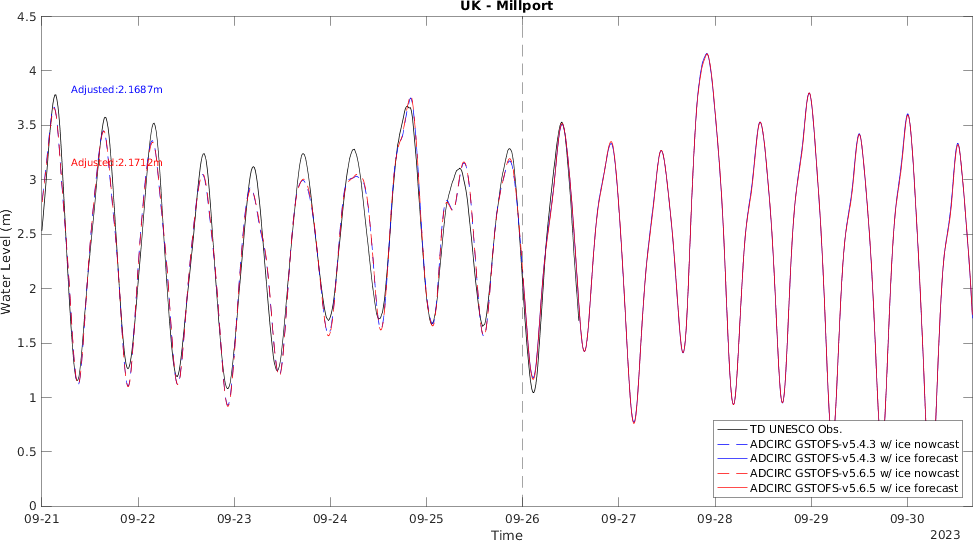 UK - Millport
4.5
4
3.5
3
2.5
2
1.5
1
0.5
0
Water Level (m)
Adjusted:2.1687m
Adjusted:2.1712m
TD UNESCO Obs.
ADCIRC GSTOFS-v5.4.3 w/ ice nowcast
ADCIRC GSTOFS-v5.4.3 w/ ice forecast
ADCIRC GSTOFS-v5.6.5 w/ ice nowcast
ADCIRC GSTOFS-v5.6.5 w/ ice forecast
09-21 09-22 09-23 09-24 09-25 09-26 09-27 09-28 09-29 09-30
Time
2023